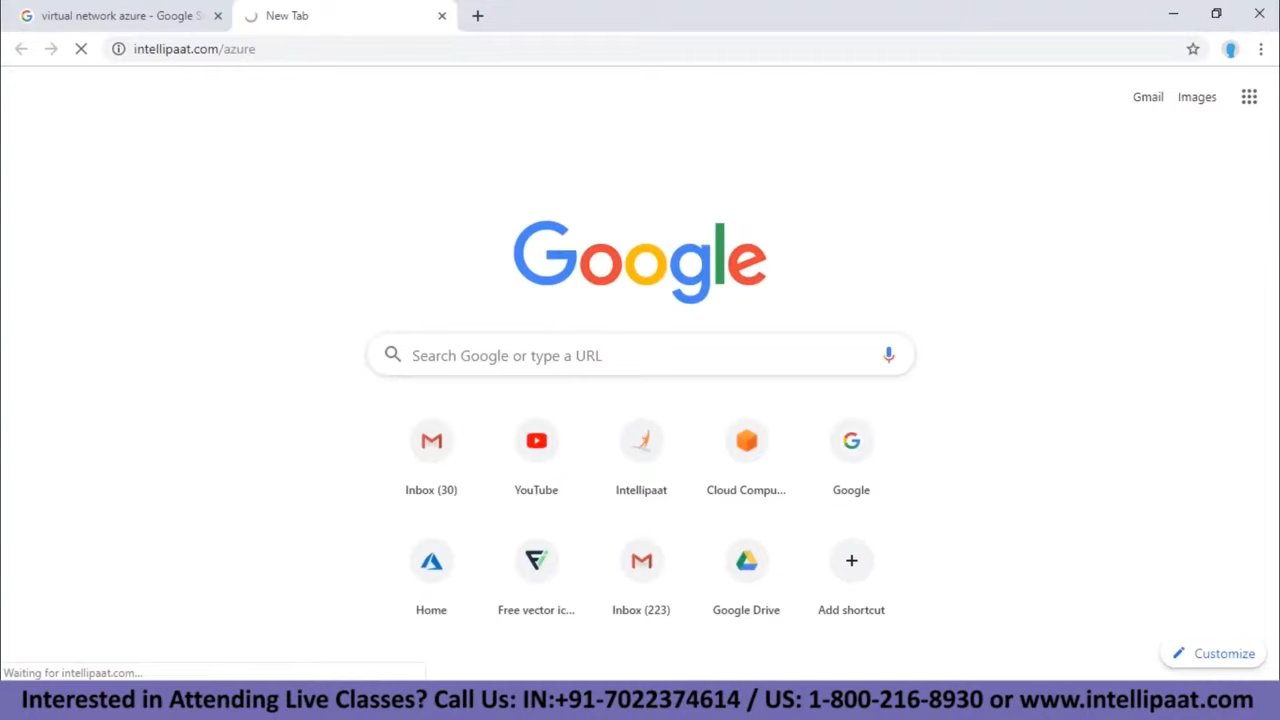 virtual network azure - Google S
New Tab
intellipaat.com/azure
Gmail Images
Google
Search Google or type a URL
Inbox (30) YouTube Intellipaat Cloud Compu... Google
Home Free vector ic... Inbox (223) Google Drive Add shortcut
Customize
Waiting for intellipaat.com...
Interested in Attending Live Classes? Call Us: IN:+91-7022374614 / US: 1-800-216-8930 or www.intellipaat.com